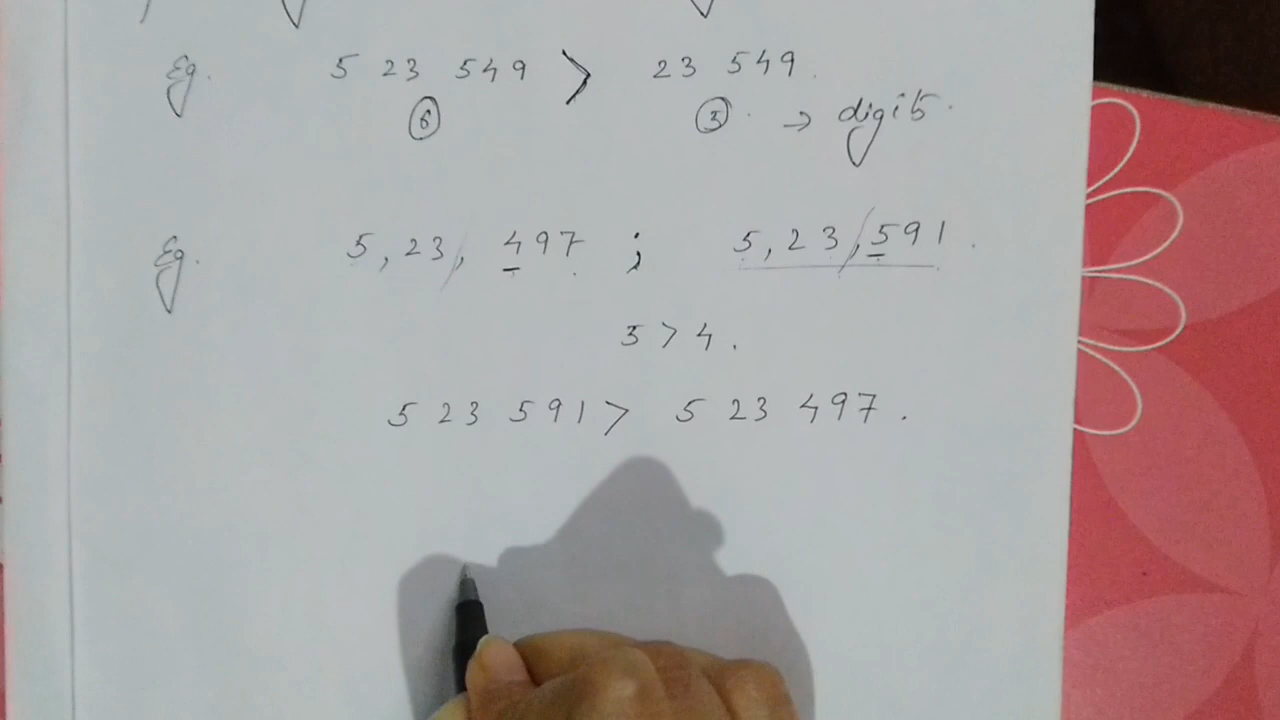 Eg. 5 23 549 > 23 549.
6 5. → digits.
Eg. 5,23, 497 ; 5,23,591.
5 > 4.
5 23 591 > 5 23 497.